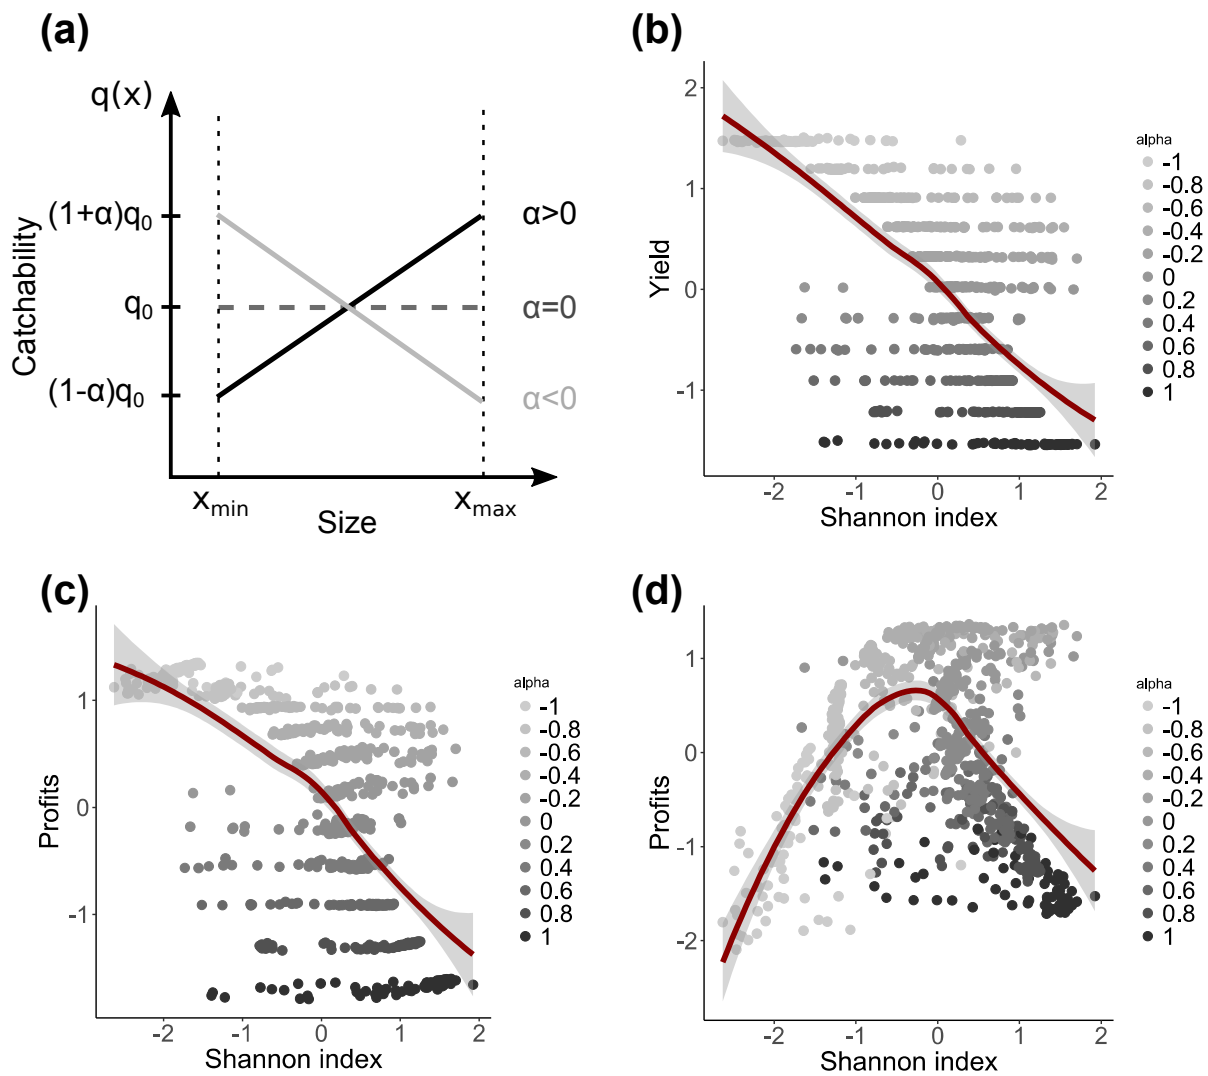 (a)
q(x)
(1+α)q0
q0
(1-α)q0
Catchability
α>0
α=0
α<0
xmin
xmax
Size
(b)
2
1
0
-1
Yield
-2
-1
0
1
2
Shannon index
alpha
-1
-0.8
-0.6
-0.4
-0.2
0
0.2
0.4
0.6
0.8
1
(c)
1
0
-1
Profits
-2
-1
0
1
2
Shannon index
alpha
-1
-0.8
-0.6
-0.4
-0.2
0
0.2
0.4
0.6
0.8
1
(d)
1
0
-1
-2
Profits
-2
-1
0
1
2
Shannon index
alpha
-1
-0.8
-0.6
-0.4
-0.2
0
0.2
0.4
0.6
0.8
1